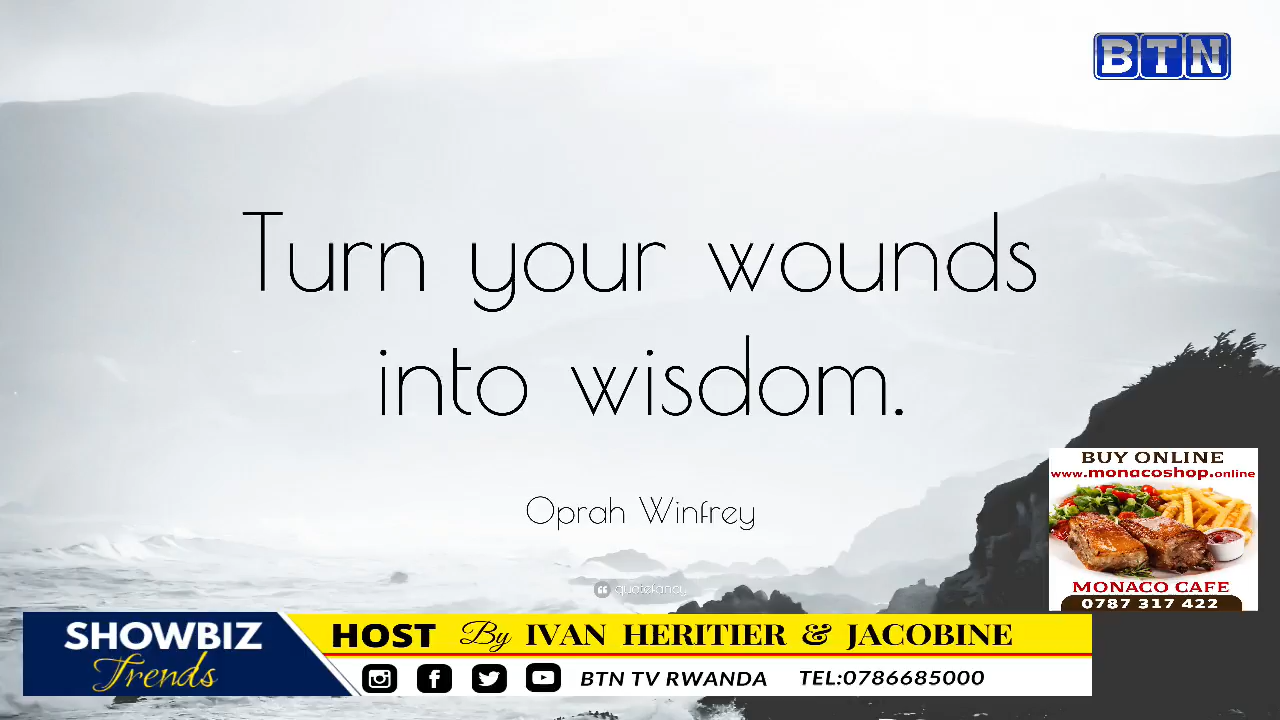 BTN
Turn your wounds
into wisdom.
Oprah Winfrey
quotefancy
BUY ONLINE
www.monacoshop.online
MONACO CAFE
0787 317 422
SHOWBIZ
Trends
HOST By IVAN HERITIER & JACOBINE
BTN TV RWANDA TEL:0786685000